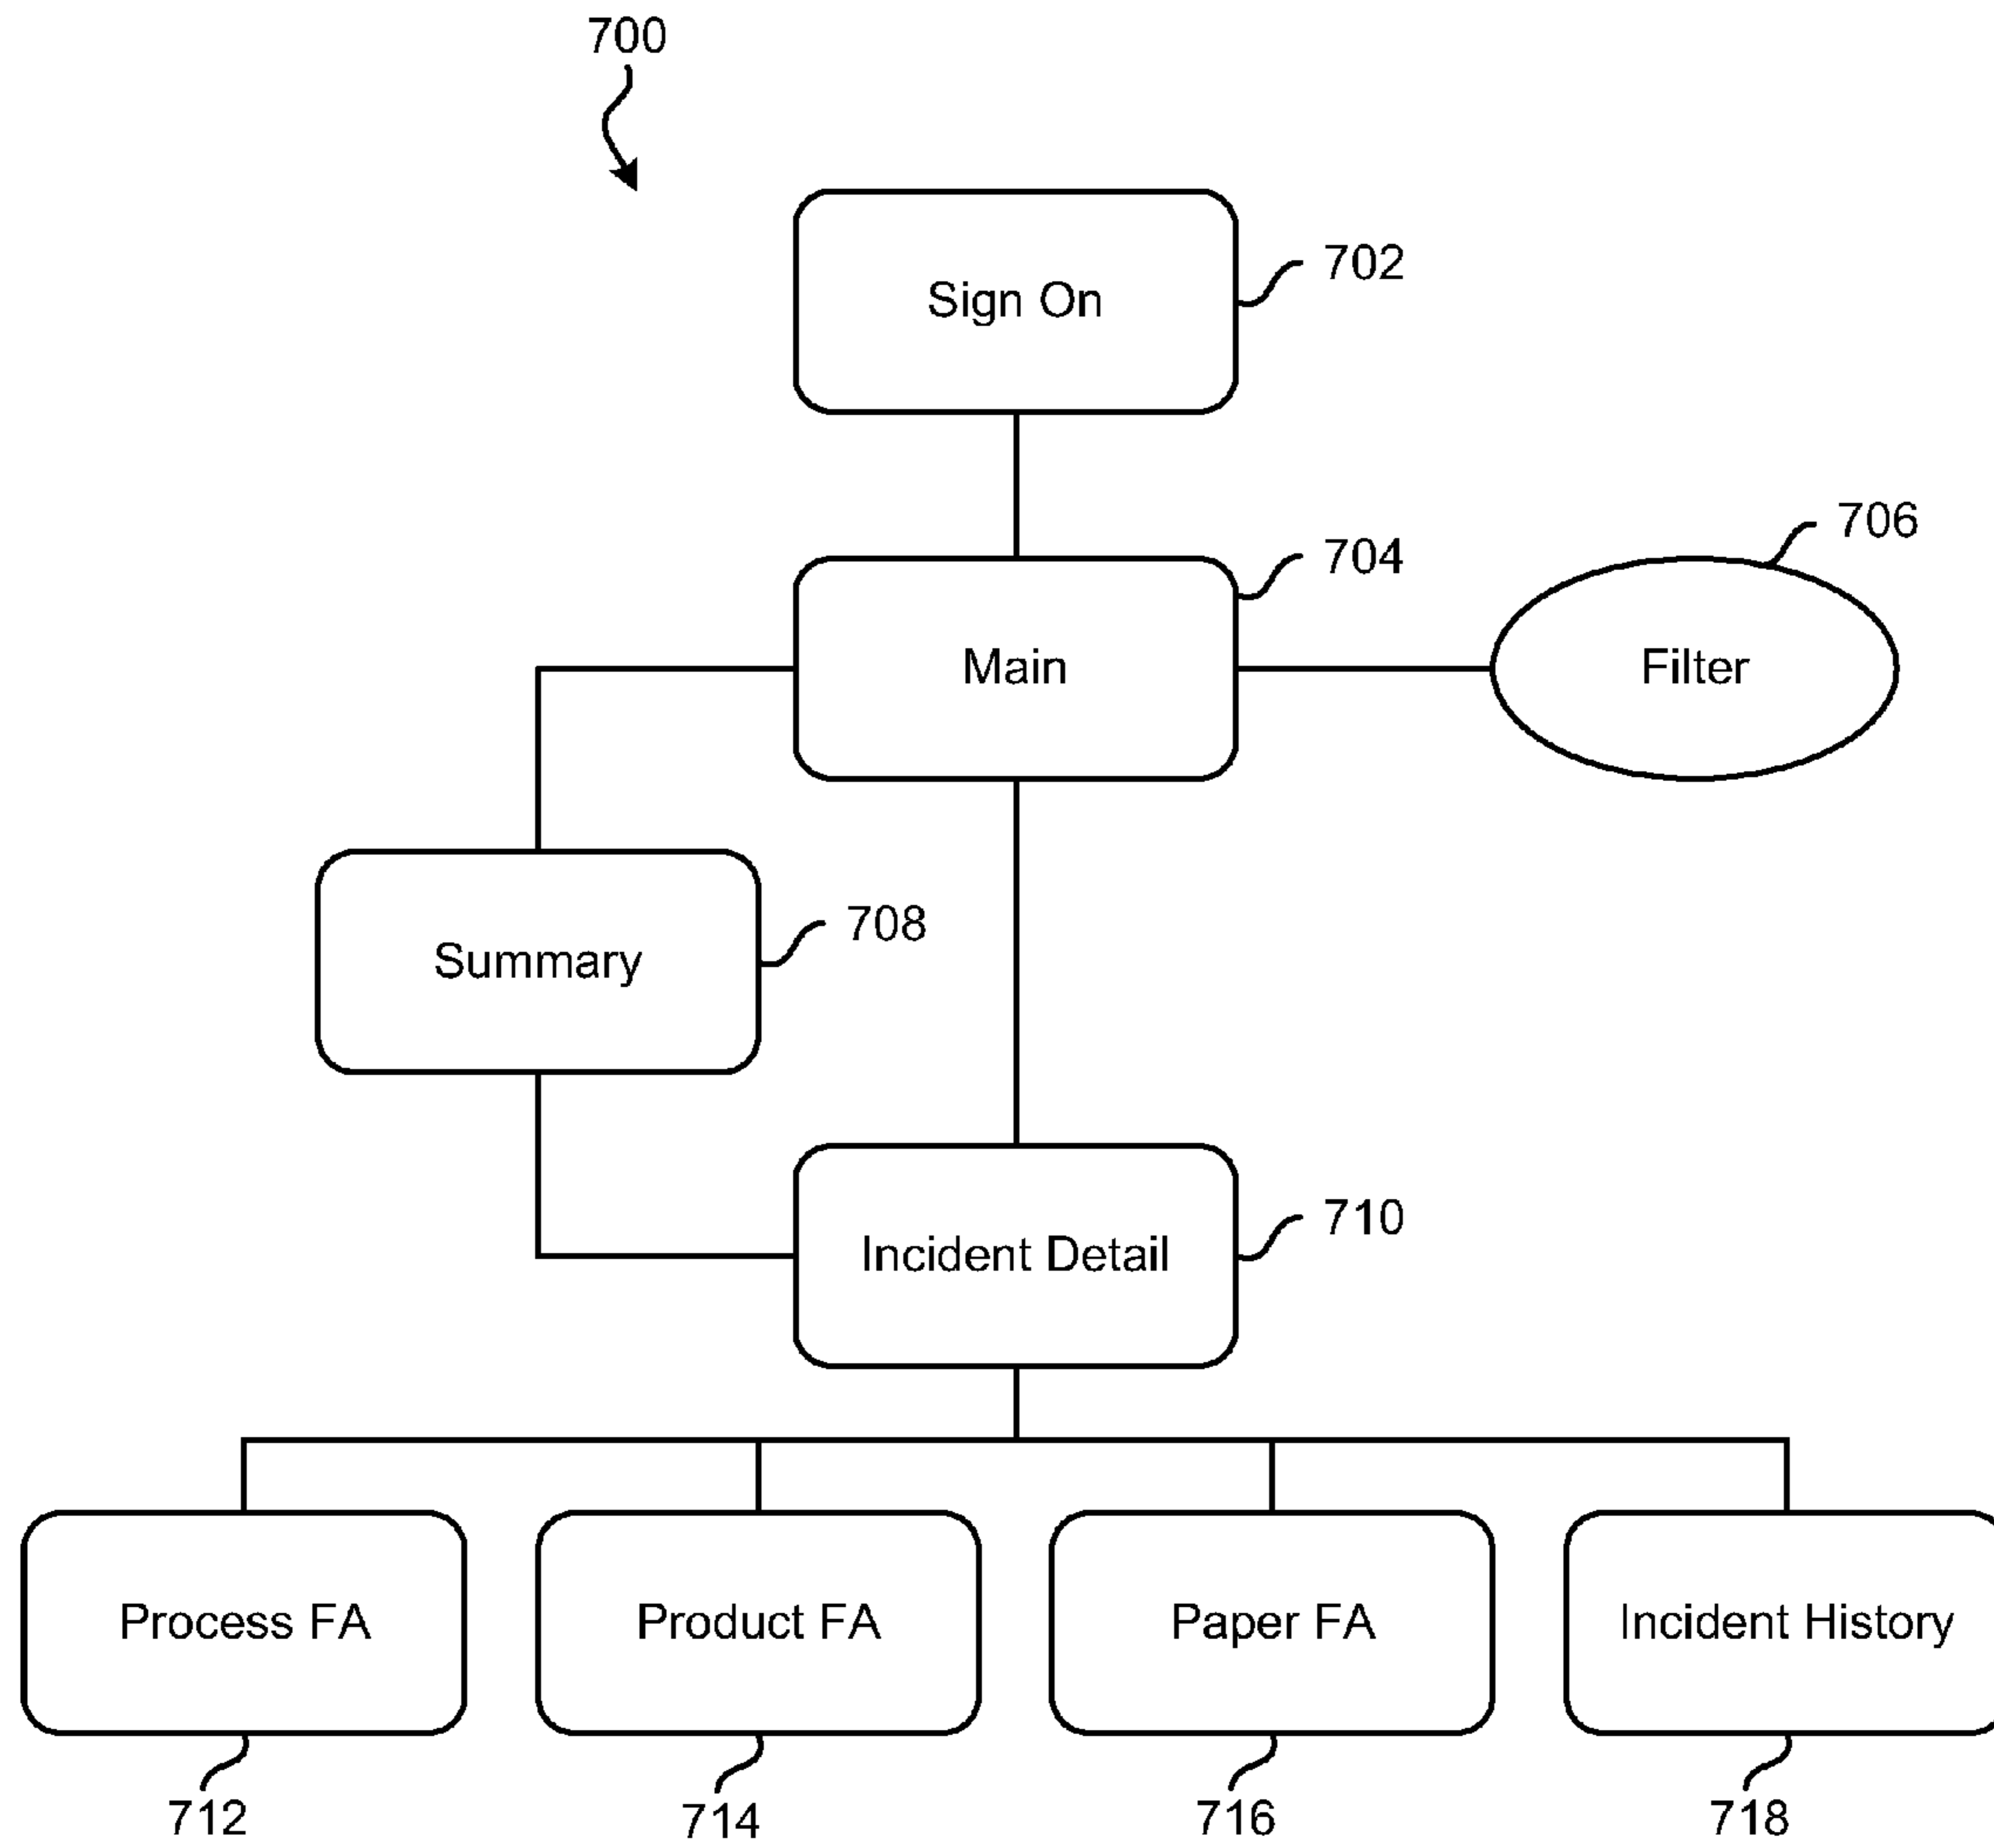 700
Sign On
702
Main
704
Filter
706
Summary
708
Incident Detail
710
Process FA
Product FA
Paper FA
Incident History
712
714
716
718